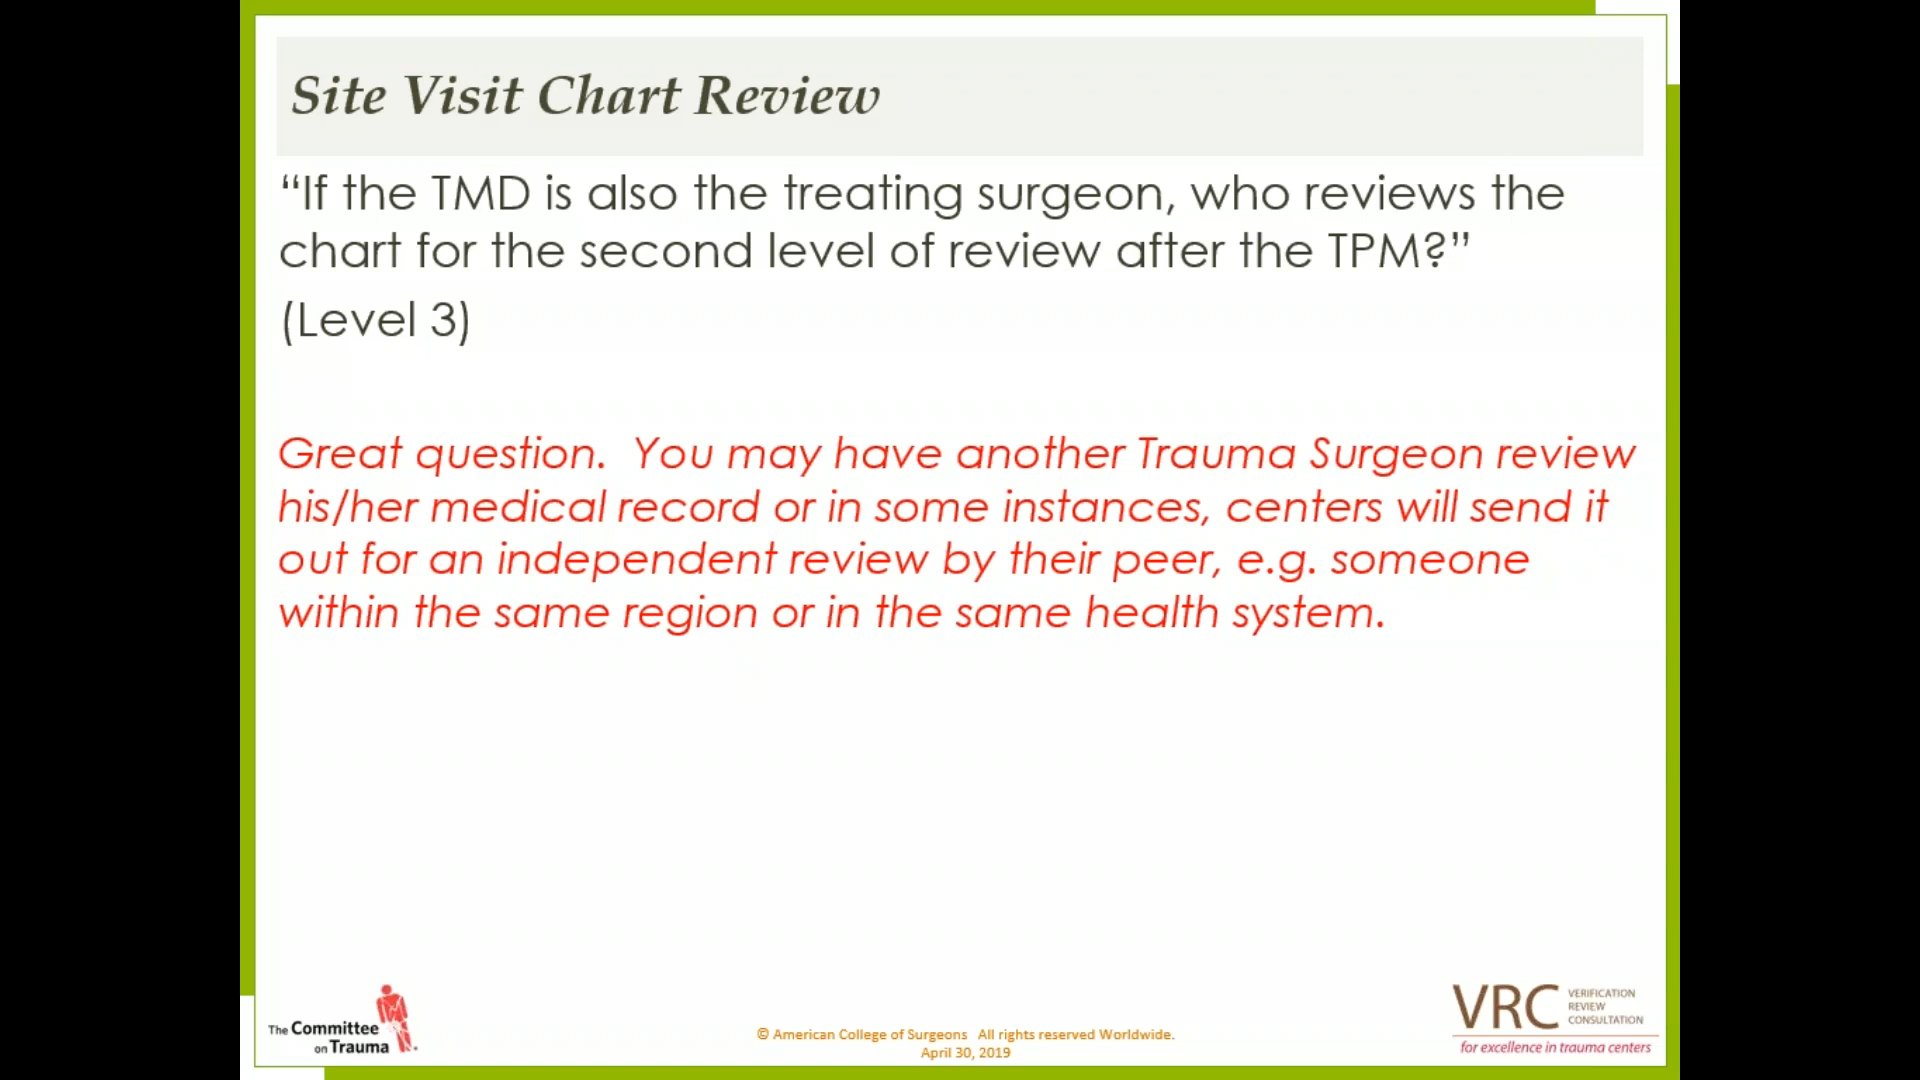 Site Visit Chart Review
“If the TMD is also the treating surgeon, who reviews the
chart for the second level of review after the TPM?”
(Level 3)
Great question.  You may have another Trauma Surgeon review
his/her medical record or in some instances, centers will send it
out for an independent review by their peer, e.g. someone
within the same region or in the same health system.
The Committee
on Trauma
© American College of Surgeons   All rights reserved Worldwide.
April 30, 2019
VRC
VERIFICATION
REVIEW
CONSULTATION
for excellence in trauma centers